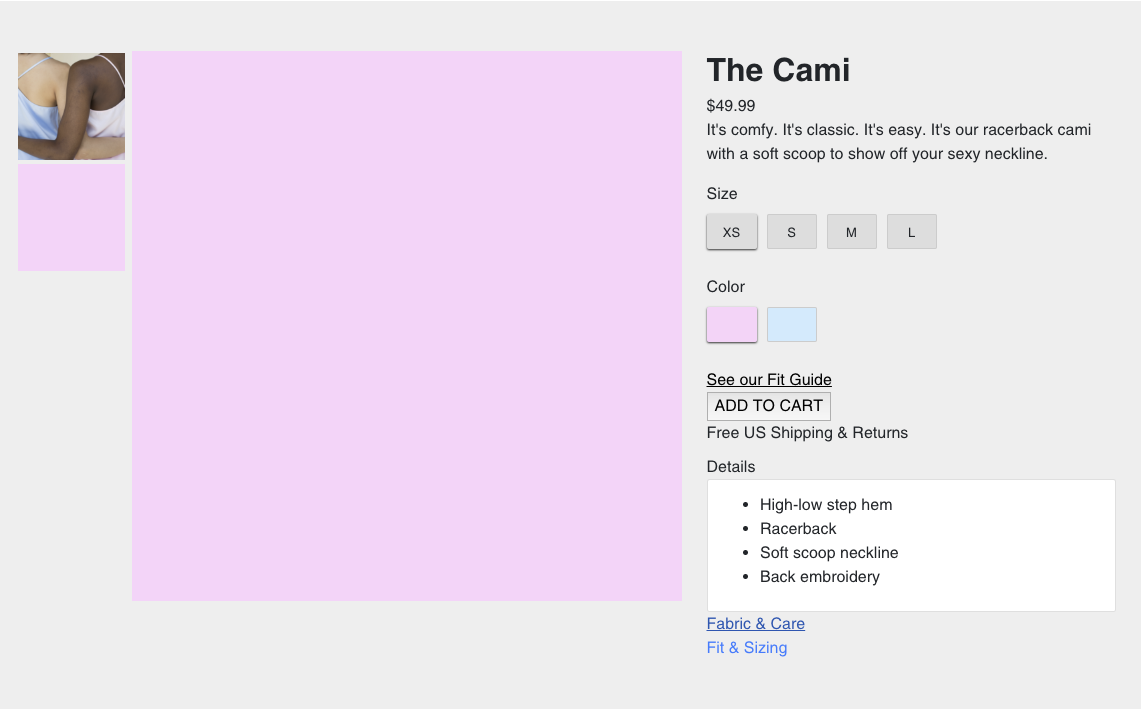 The Cami
$49.99
It's comfy. It's classic. It's easy. It's our racerback cami
with a soft scoop to show off your sexy neckline.
Size
XS S M L
Color
See our Fit Guide
ADD TO CART
Free US Shipping & Returns
Details
• High-low step hem
• Racerback
• Soft scoop neckline
• Back embroidery
Fabric & Care
Fit & Sizing